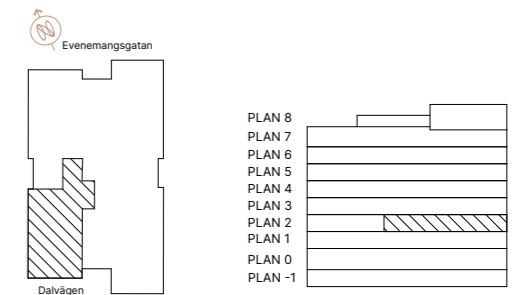 N
Evenemangsgatan
Dalvägen
PLAN 8
PLAN 7
PLAN 6
PLAN 5
PLAN 4
PLAN 3
PLAN 2
PLAN 1
PLAN 0
PLAN -1